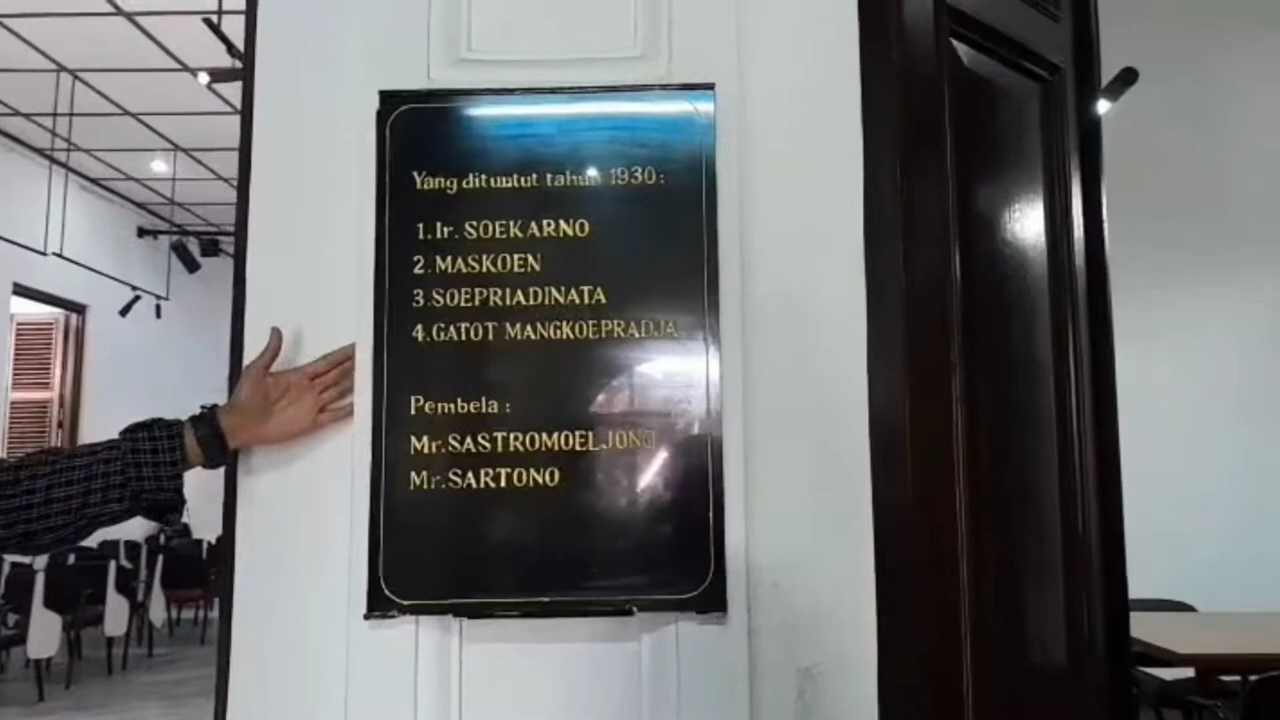 Yang dituntut tahun 1930:
1. Ir. SOEKARNO
2. MASKOEN
3. SOEPRIADINATA
4. GATOT MANGKOEPRADJA
Pembela :
Mr. SASTROMOELJONO
Mr. SARTONO